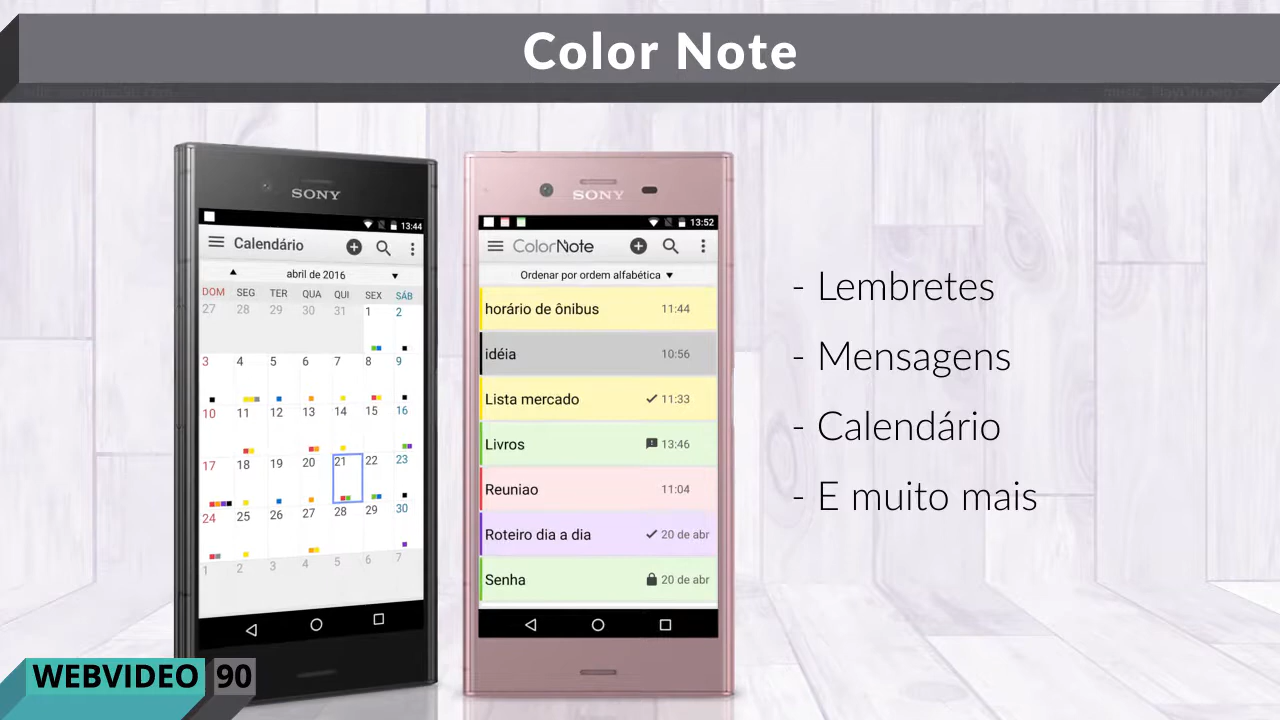 Color Note
SONY
13:44
Calendário
abril de 2016
DOM SEG TER QUA QUI SEX SÁB
27 28 29 30 31 1 2
3 4 5 6 7 8 9
10 11 12 13 14 15 16
17 18 19 20 21 22 23
24 25 26 27 28 29 30
1 2 3 4 5 6 7
SONY
13:52
ColorNote
Ordenar por ordem alfabética
horário de ônibus 11:44
idéia 10:56
Lista mercado 11:33
Livros 13:46
Reuniao 11:04
Roteiro dia a dia 20 de abr
Senha 20 de abr
- Lembretes
- Mensagens
- Calendário
- E muito mais
WEBVIDEO 90